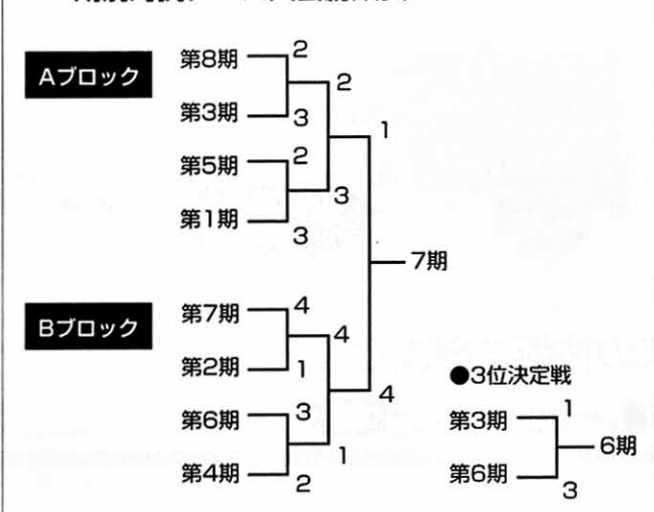 Aブロック
第8期 2
2
第3期 3
1
第5期 2
3
第1期 3
7期
Bブロック
第7期 4
4
第2期 1
4
第6期 3
1
第4期 2
●3位決定戦
第3期 1
6期
第6期 3